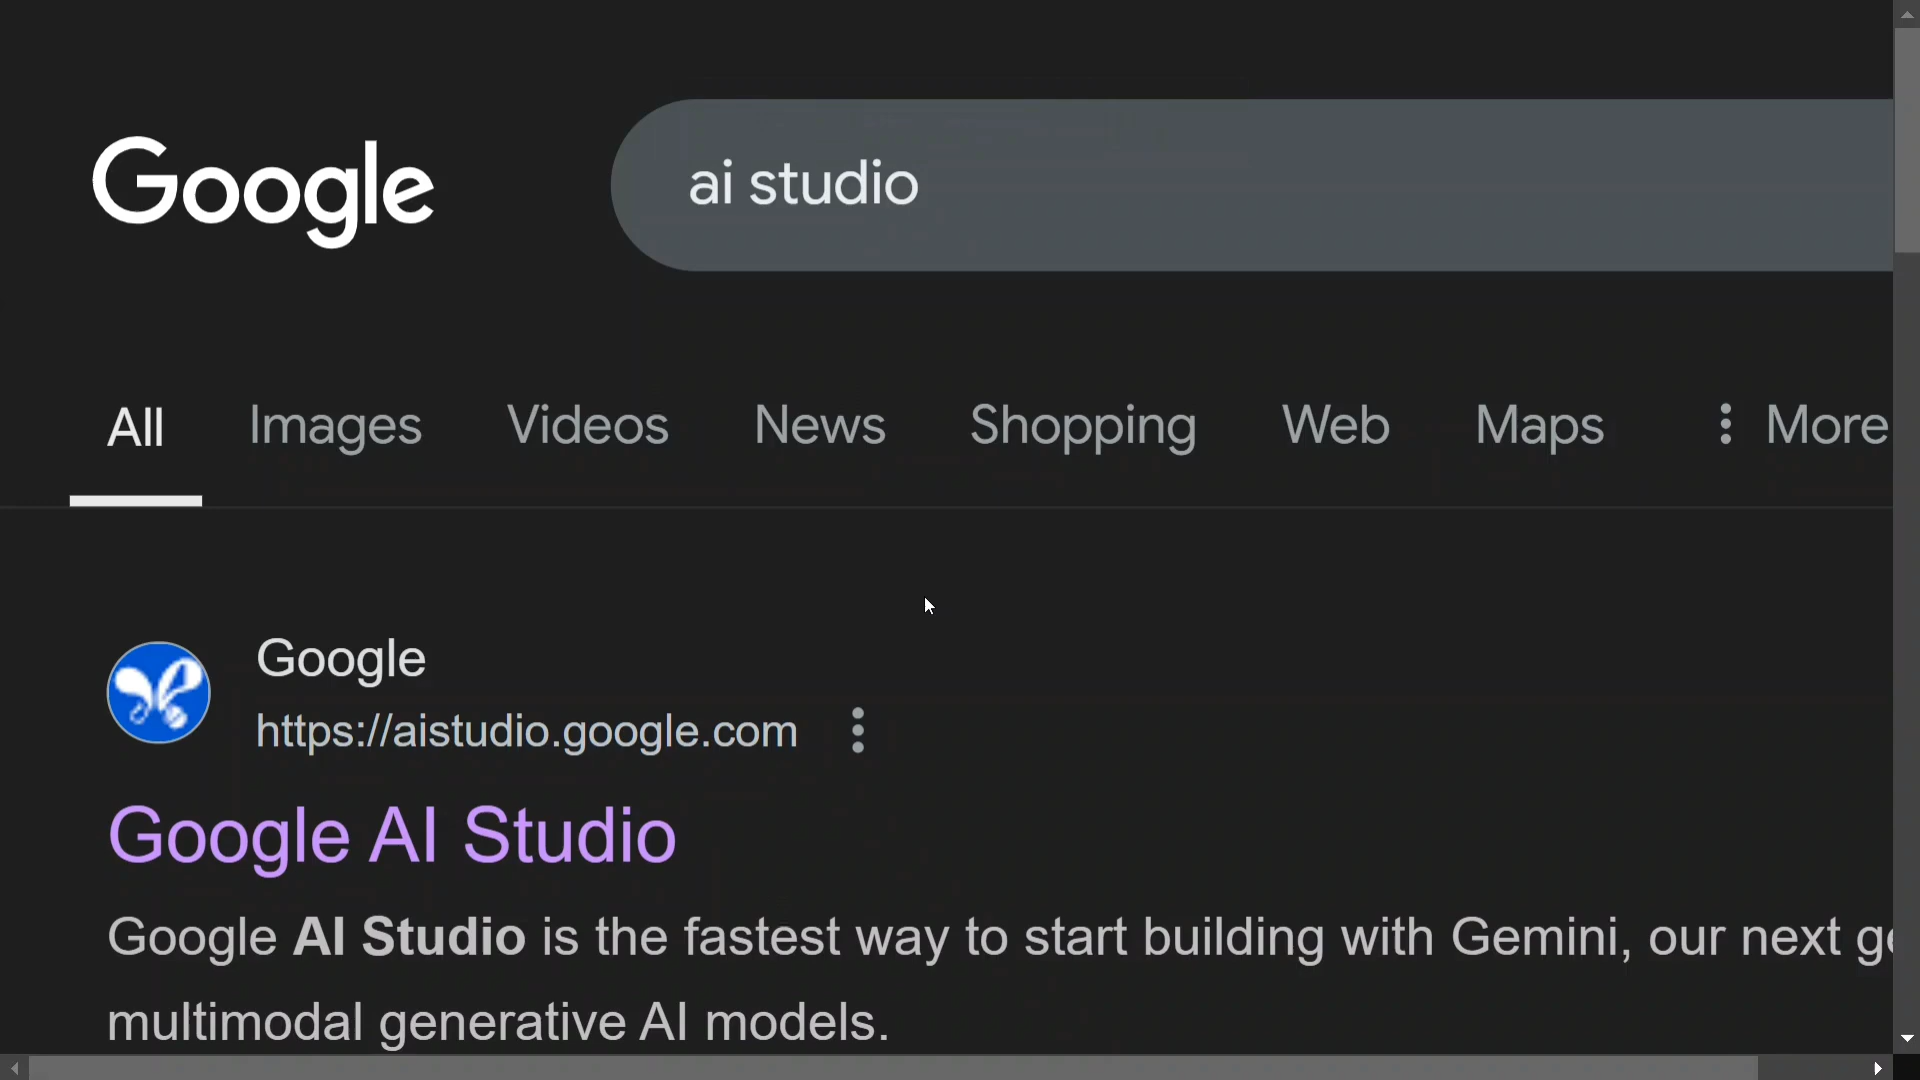 Google
ai studio
All Images Videos News Shopping Web Maps More
Google
https://aistudio.google.com
Google AI Studio
Google AI Studio is the fastest way to start building with Gemini, our next
multimodal generative AI models.